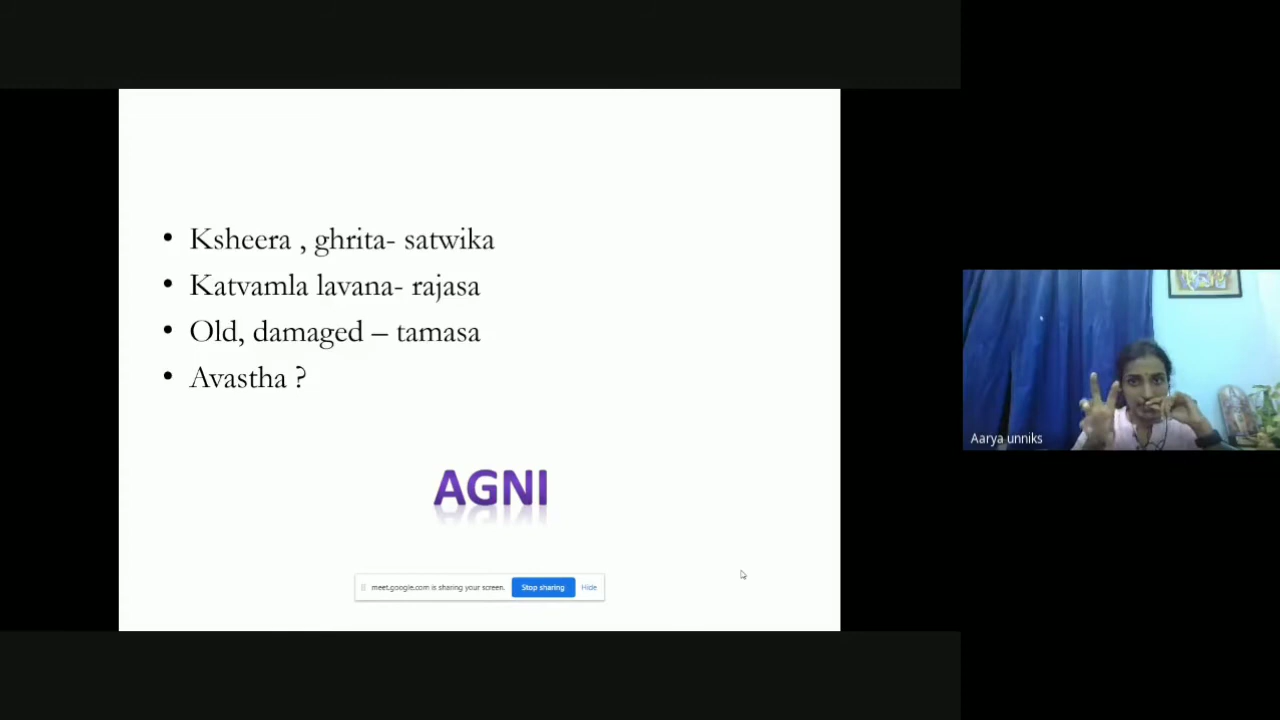 • Ksheera , ghrita- satwika
• Katvamla lavana- rajasa
• Old, damaged – tamasa
• Avastha ?
AGNI
meet.google.com is sharing your screen. Stop sharing Hide
Aarya unniks